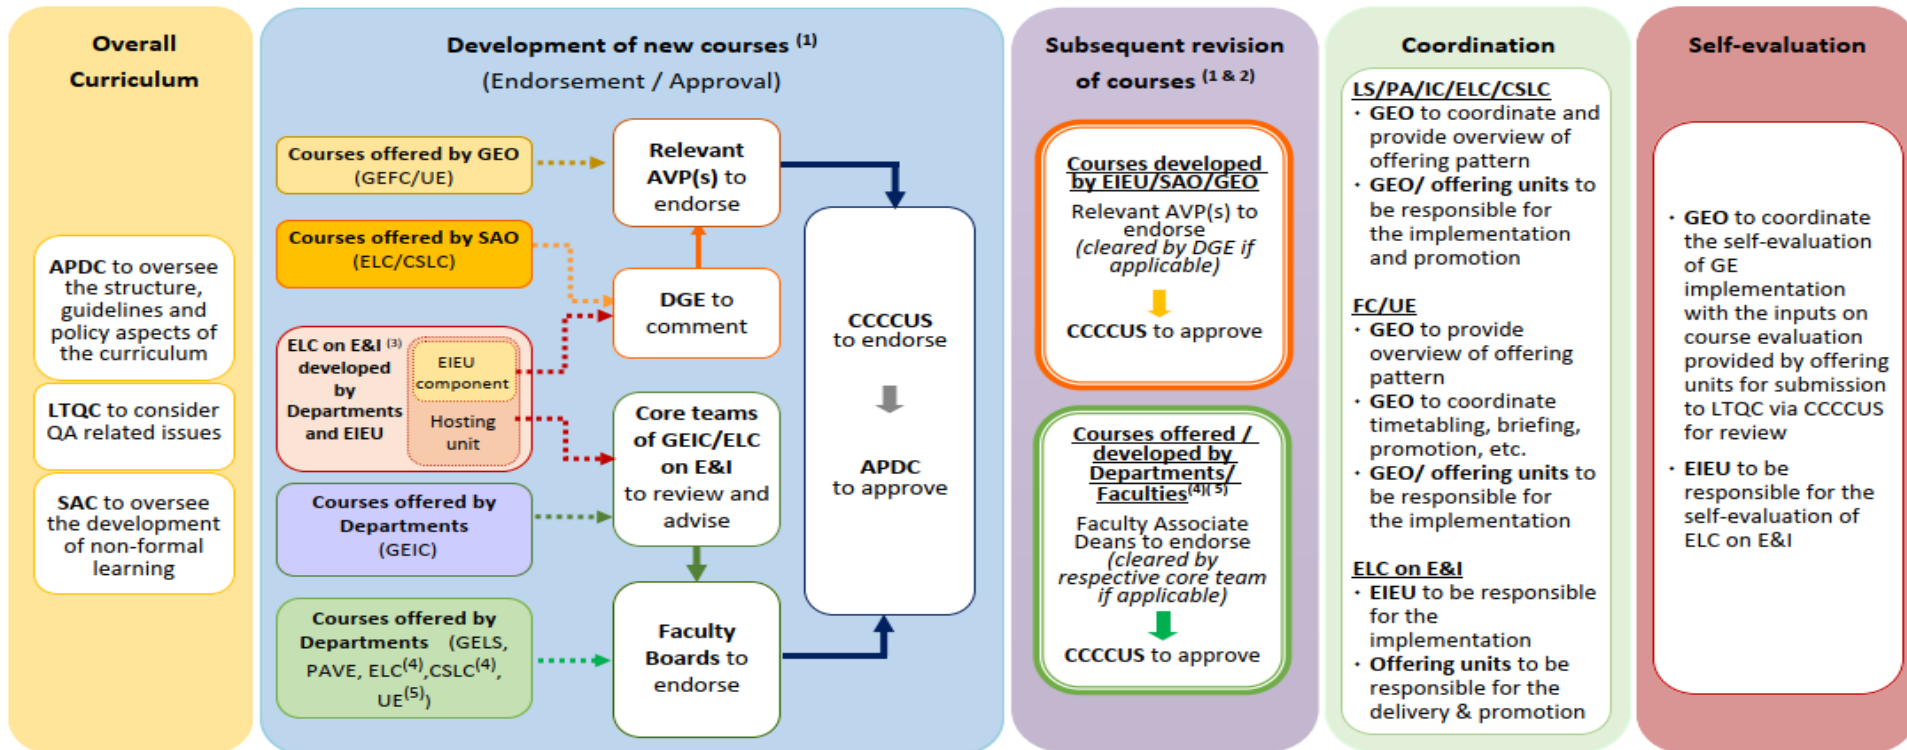 Overall
Curriculum
APDC to oversee
the structure,
guidelines and
policy aspects of
the curriculum
LTQC to consider
QA related issues
SAC to oversee
the development
of non-formal
learning
Development of new courses (1)
(Endorsement / Approval)
Courses offered by GEO
(GEFC/UE)
Courses offered by SAO
(ELC/CSLC)
ELC on E&I (3)
developed
by
Departments
and EIEU
EIEU
component
Hosting
unit
Courses offered by
Departments
(GEIC)
Courses offered by
Departments (GELS,
PAVE, ELC(4),CSLC(4),
UE(5))
Relevant
AVP(s) to
endorse
DGE to
comment
Core teams
of GEIC/ELC
on E&I
to review and
advise
Faculty
Boards to
endorse
CCCCUS
to endorse
APDC
to approve
Subsequent revision
of courses (1 & 2)
Courses developed
by EIEU/SAO/GEO
Relevant AVP(s) to
endorse
(cleared by DGE if
applicable)
CCCCUS to approve
Courses offered /
developed by
Departments/
Faculties(4)(5)
Faculty Associate
Deans to endorse
(cleared by
respective core team
if applicable)
CCCCUS to approve
Coordination
LS/PA/IC/ELC/CSLC
· GEO to coordinate and
provide overview of
offering pattern
· GEO/ offering units to
be responsible for
the implementation
and promotion
FC/UE
· GEO to provide
overview of offering
pattern
· GEO to coordinate
timetabling, briefing,
promotion, etc.
· GEO/ offering units to
be responsible for
the implementation
ELC on E&I
· EIEU to be responsible
for the
implementation
· Offering units to be
responsible for the
delivery & promotion
Self-evaluation
· GEO to coordinate
the self-evaluation
of GE
implementation
with the inputs on
course evaluation
provided by offering
units for submission
to LTQC via CCCCUS
for review
· EIEU to be
responsible for the
self-evaluation of
ELC on E&I